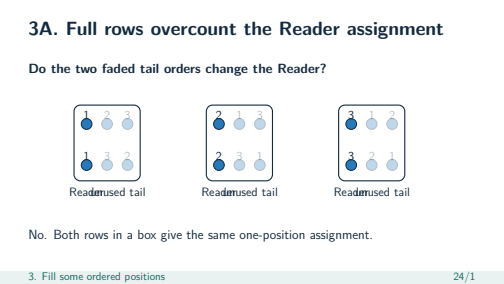 3A. Full rows overcount the Reader assignment
Do the two faded tail orders change the Reader?
1 2 3 2 1 3 3 1 2
1 3 2 2 3 1 3 2 1
Reader unused tail Reader unused tail Reader unused tail
No. Both rows in a box give the same one-position assignment.
3. Fill some ordered positions 24/1